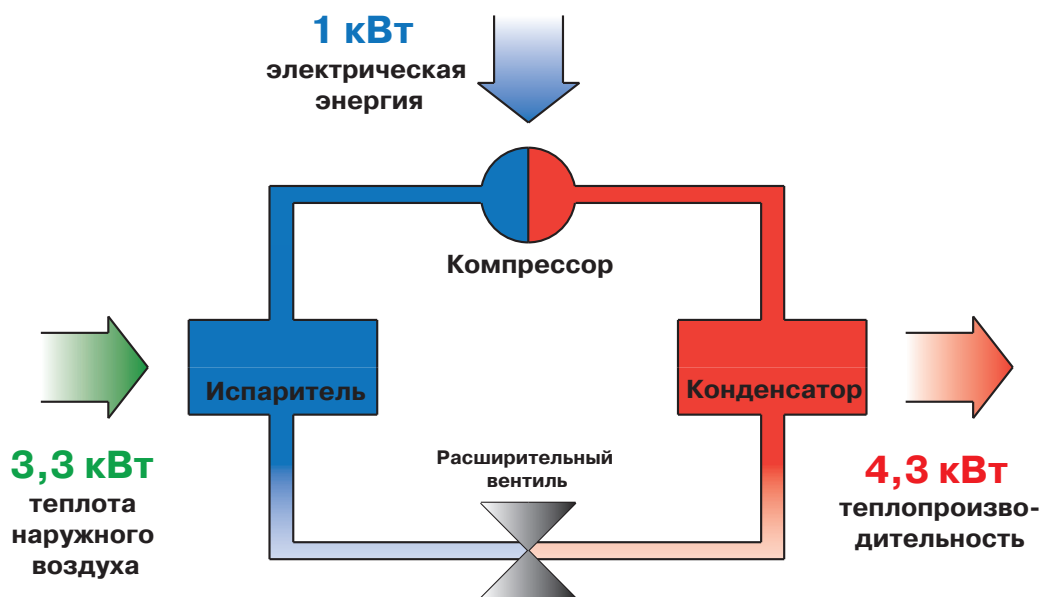 1 кВт
электрическая
энергия
Компрессор
Испаритель
Конденсатор
3,3 кВт
теплота
наружного
воздуха
Расширительный
вентиль
4,3 кВт
теплопроизво-
дительность